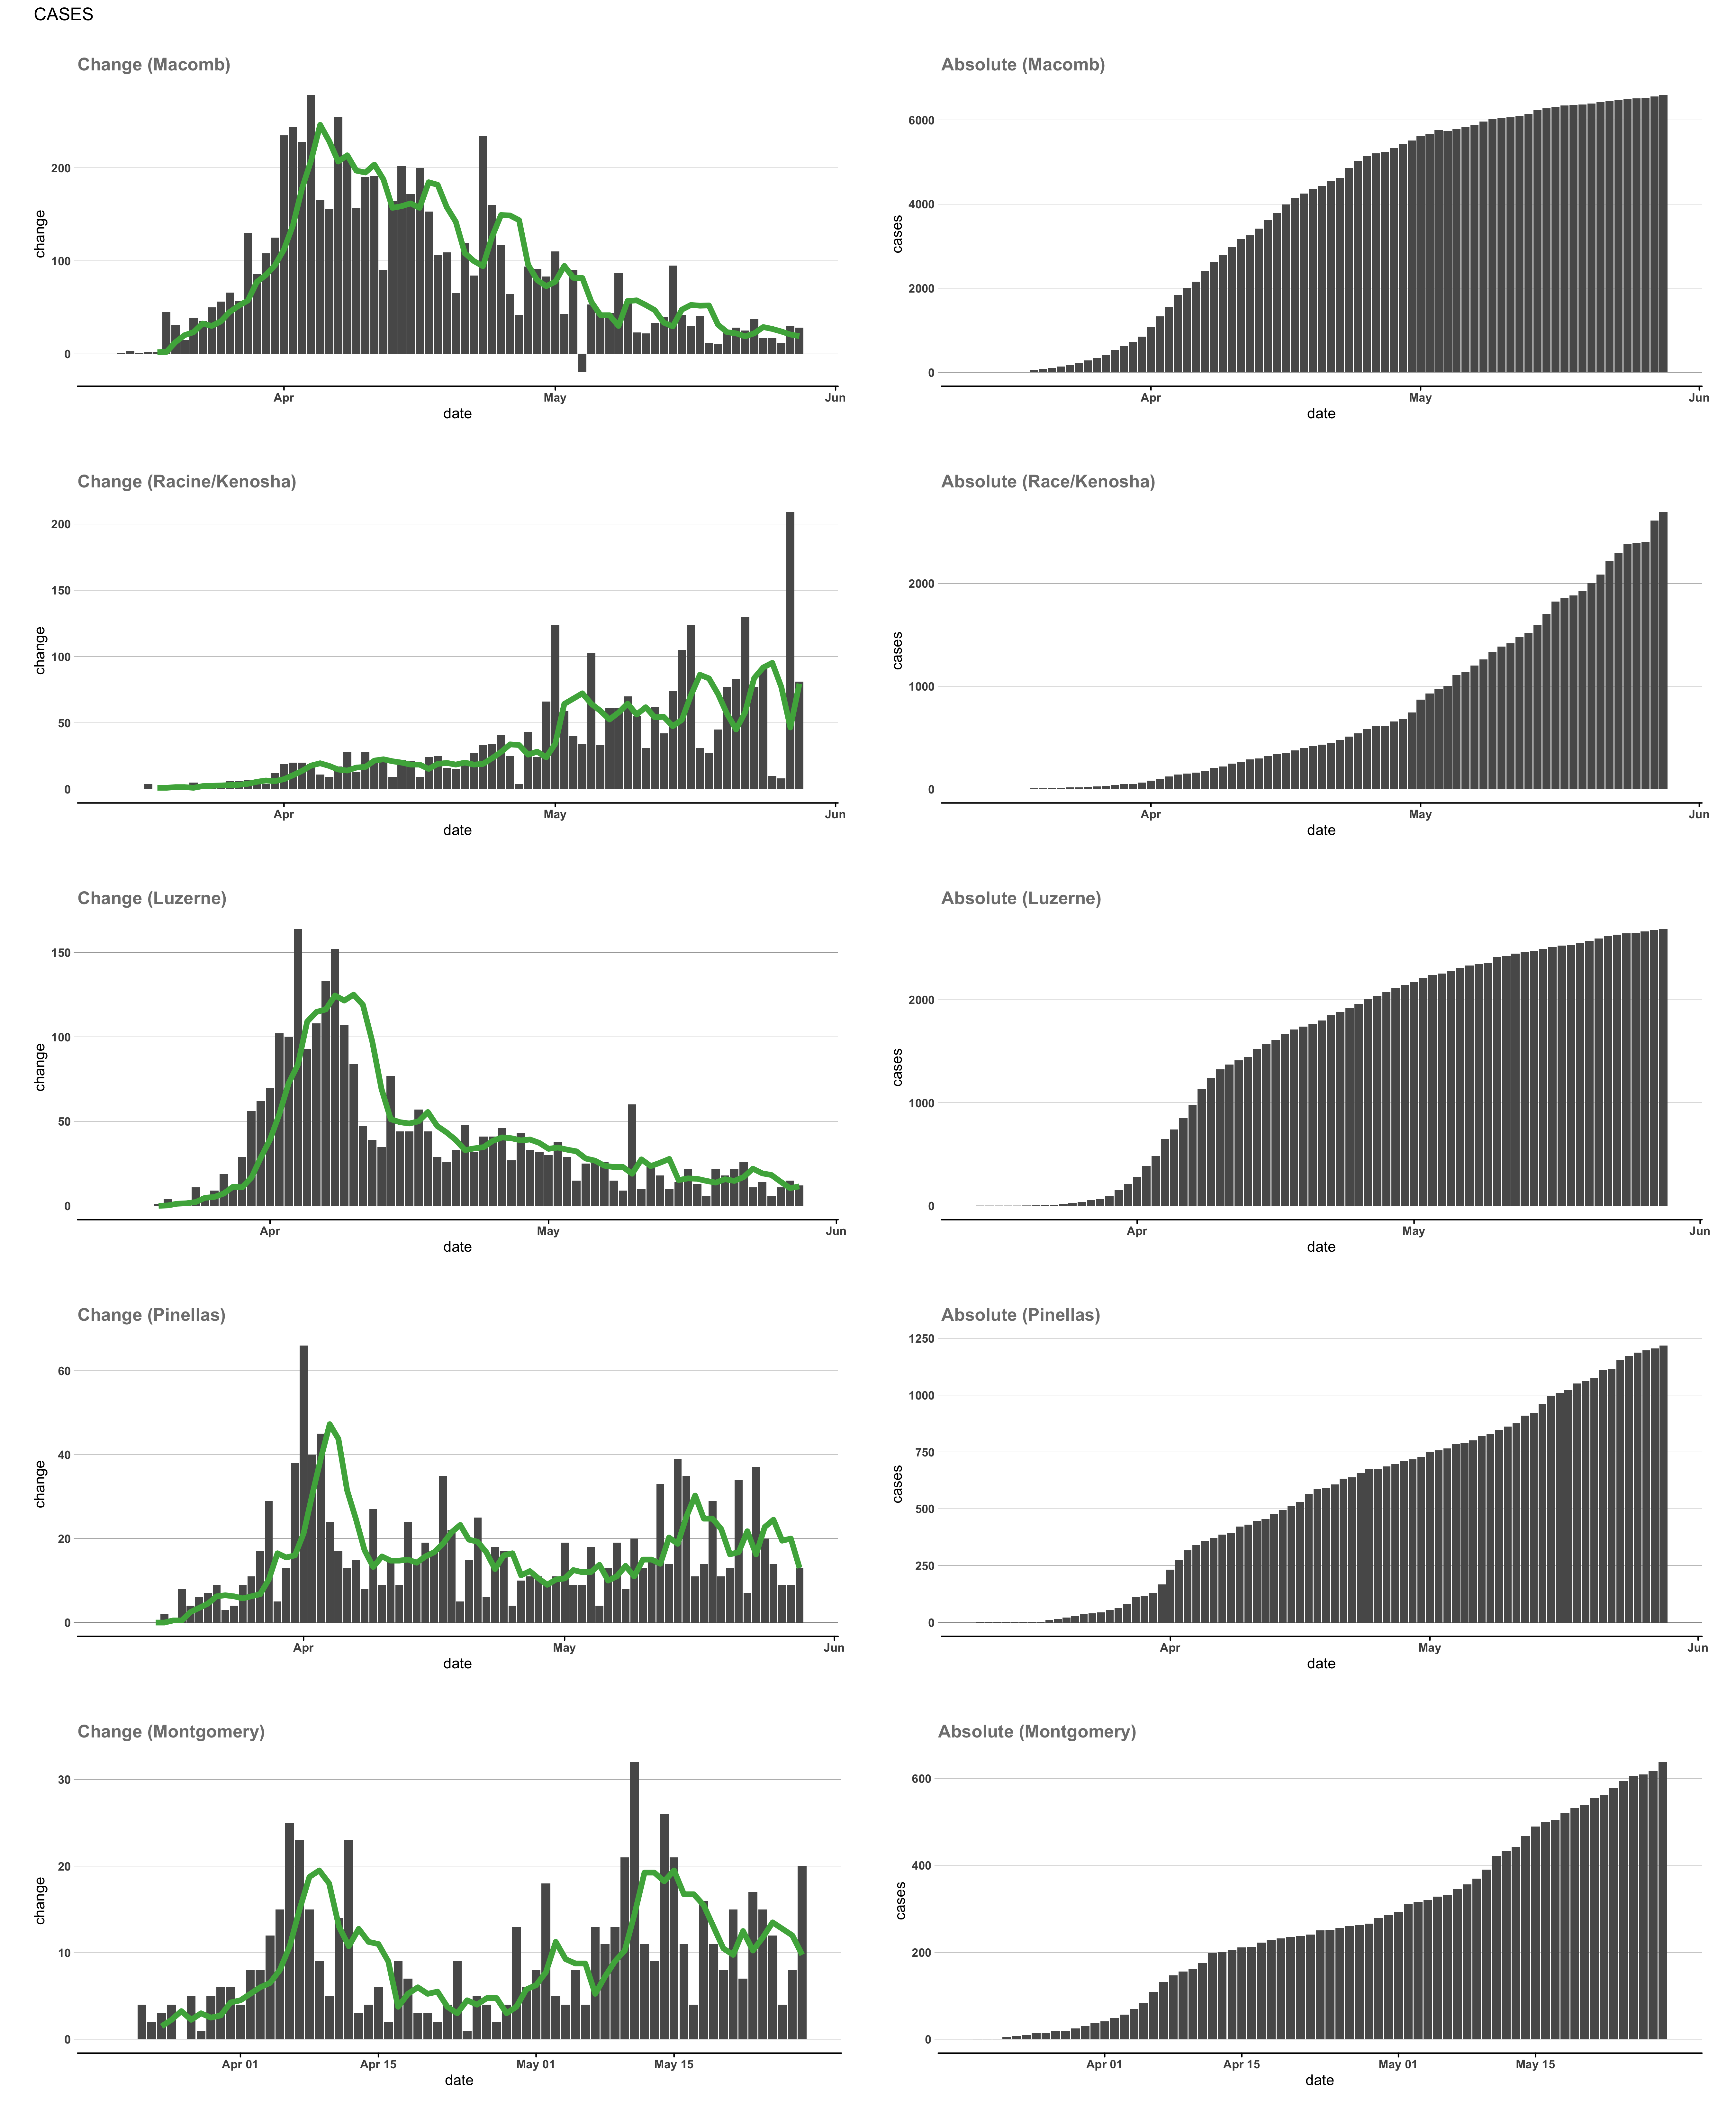 CASES
Change (Macomb)
200
100
0
change
Apr May Jun
date
Absolute (Macomb)
6000
4000
2000
0
cases
Apr May Jun
date
Change (Racine/Kenosha)
200
150
100
50
0
change
Apr May Jun
date
Absolute (Race/Kenosha)
2000
1000
0
cases
Apr May Jun
date
Change (Luzerne)
150
100
50
0
change
Apr May Jun
date
Absolute (Luzerne)
2000
1000
0
cases
Apr May Jun
date
Change (Pinellas)
60
40
20
0
change
Apr May Jun
date
Absolute (Pinellas)
1250
1000
750
500
250
0
cases
Apr May Jun
date
Change (Montgomery)
30
20
10
0
change
Apr 01 Apr 15 May 01 May 15
date
Absolute (Montgomery)
600
400
200
0
cases
Apr 01 Apr 15 May 01 May 15
date